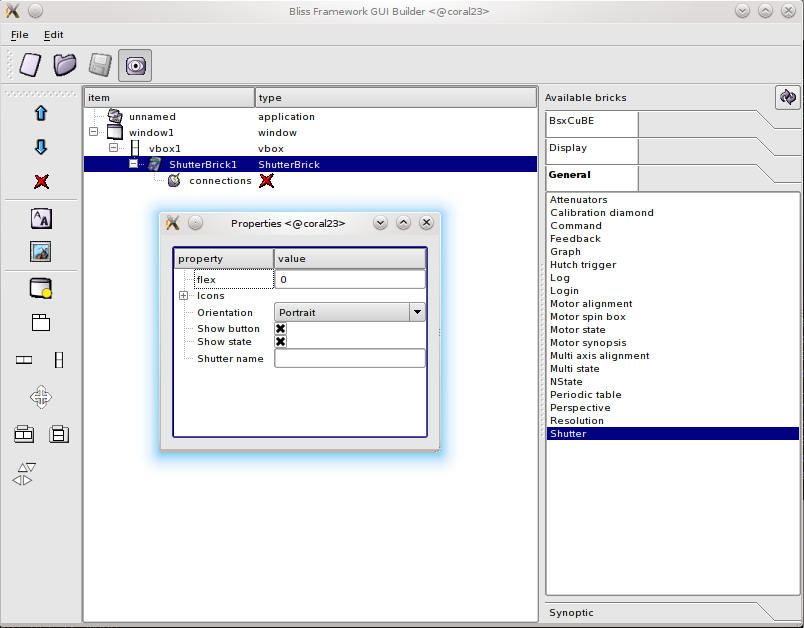 Bliss Framework GUI Builder <@coral23>
File Edit
item type
unnamed application
window1 window
vbox1 vbox
ShutterBrick1 ShutterBrick
connections
Properties <@coral23>
property value
flex 0
Icons
Orientation Portrait
Show button
Show state
Shutter name
Available bricks
BsxCuBE
Display
General
Attenuators
Calibration diamond
Command
Feedback
Graph
Hutch trigger
Log
Login
Motor alignment
Motor spin box
Motor state
Motor synopsis
Multi axis alignment
Multi state
NState
Periodic table
Perspective
Resolution
Shutter
Synoptic